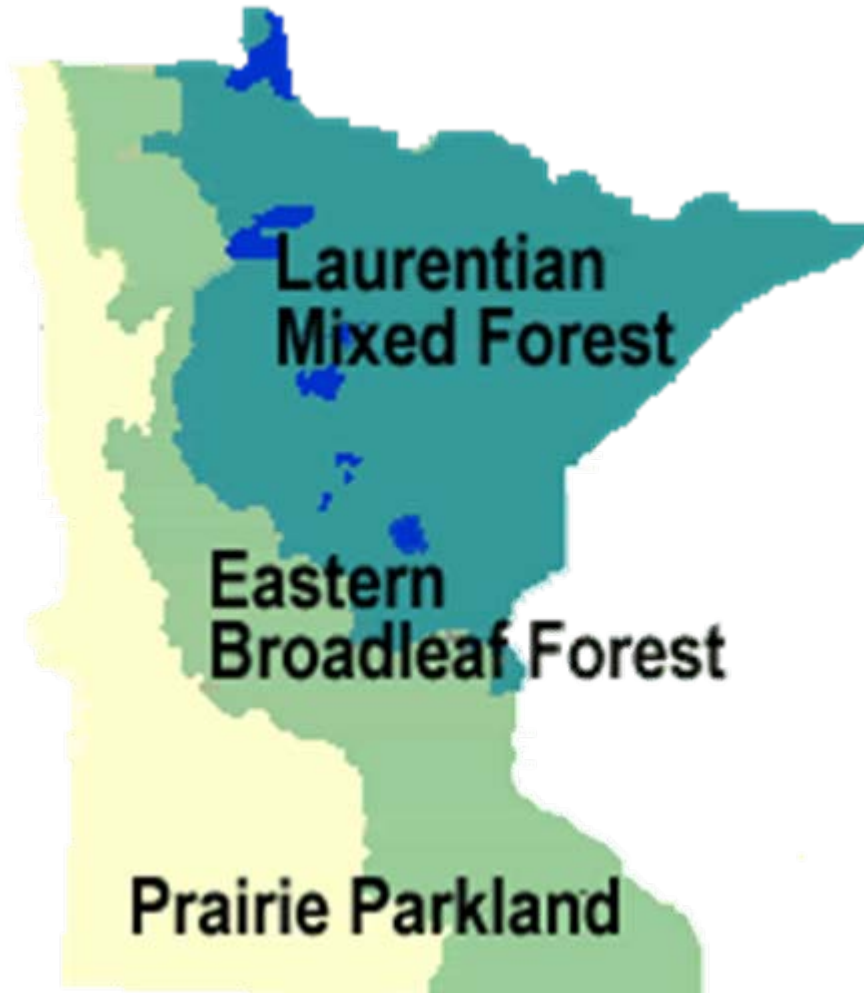 Laurentian
Mixed Forest
Eastern
Broadleaf Forest
Prairie Parkland